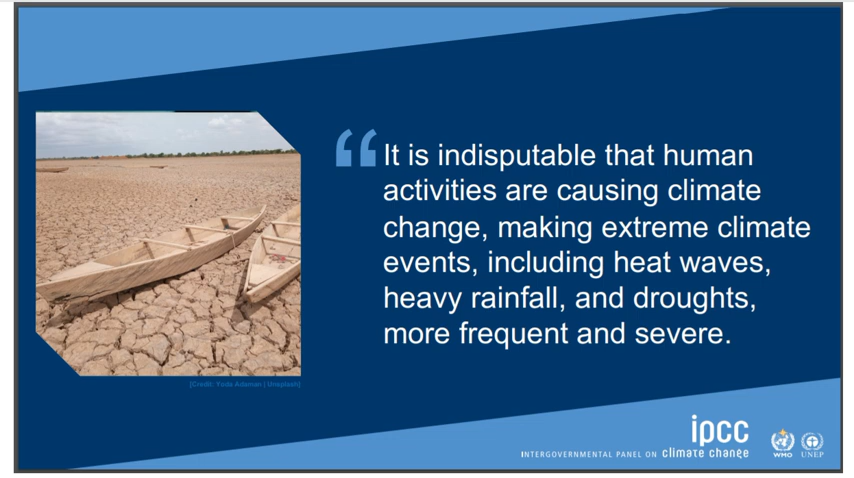 “It is indisputable that human
activities are causing climate
change, making extreme climate
events, including heat waves,
heavy rainfall, and droughts,
more frequent and severe.
[Credit: Yoda Adaman | Unsplash]
ipcc
INTERGOVERNMENTAL PANEL ON climate change
WMO
UNEP